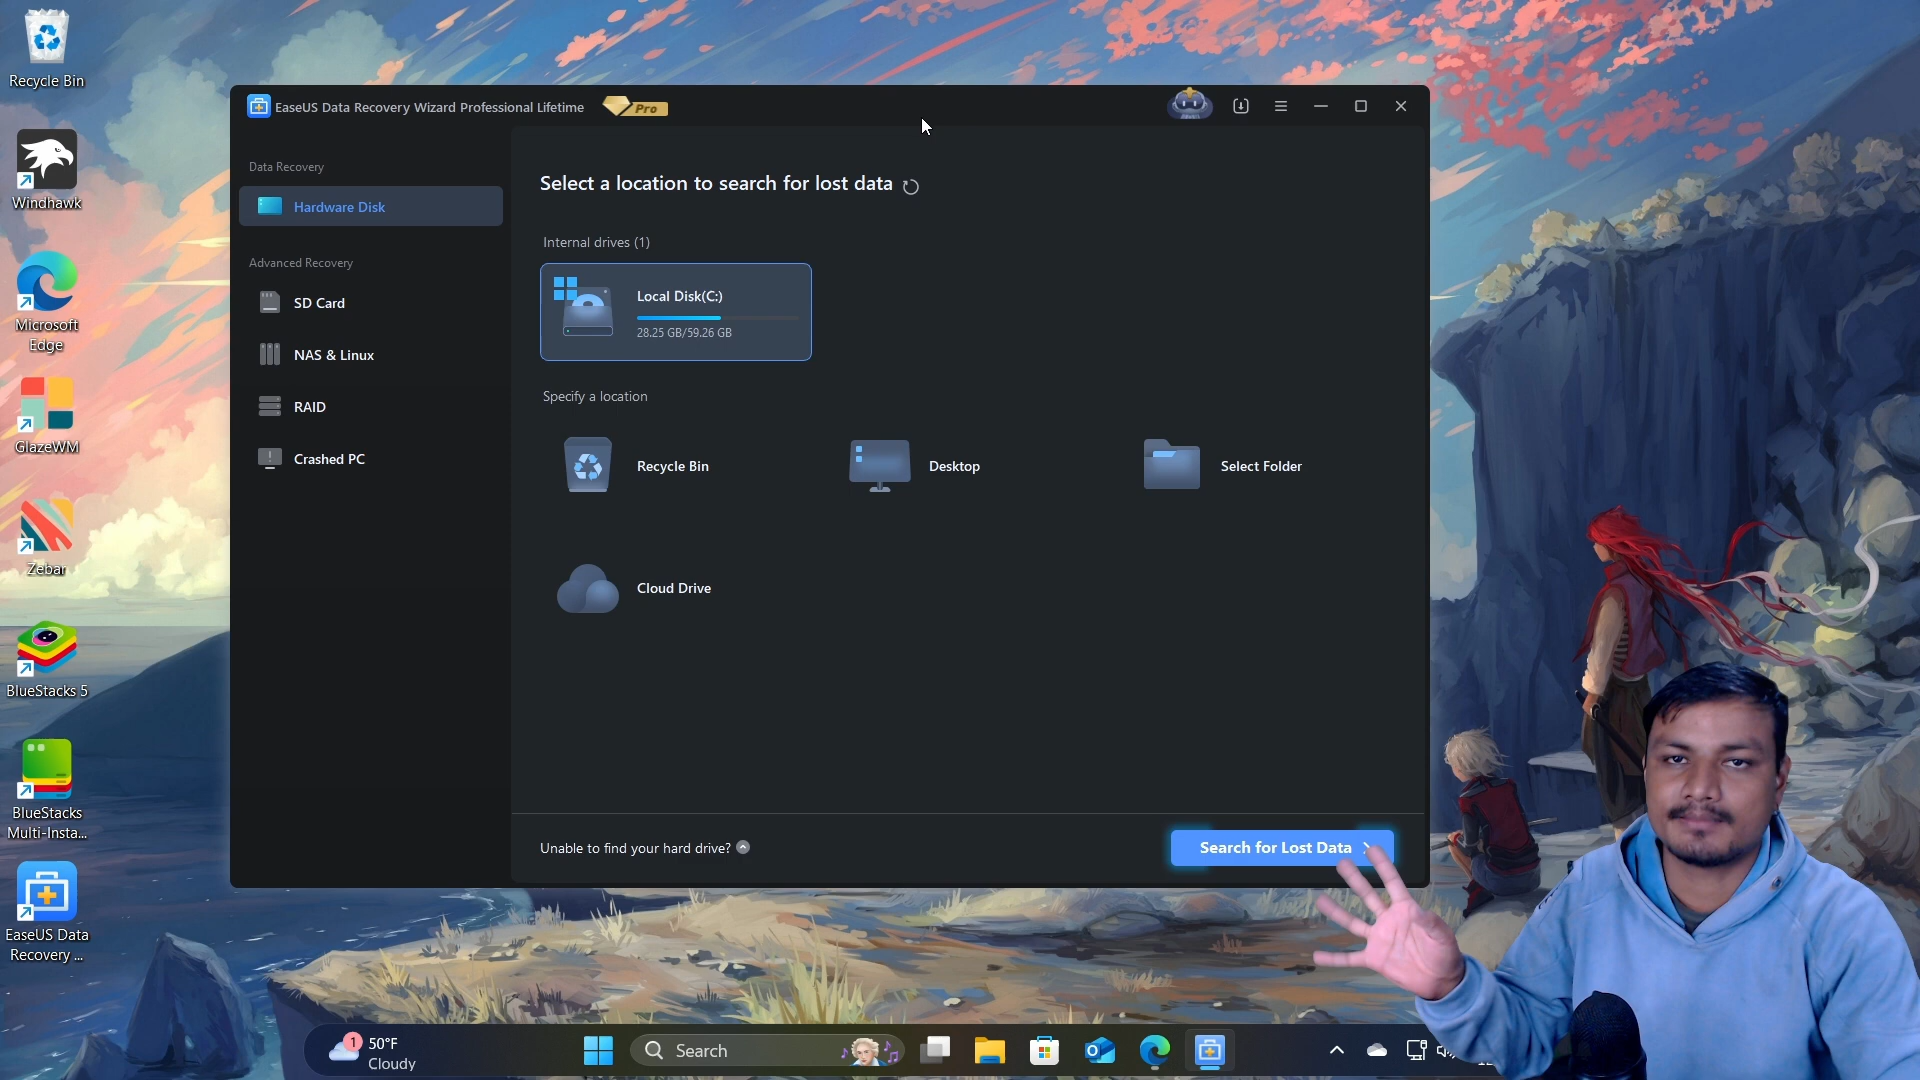 Recycle Bin
Windhawk
Microsoft
Edge
GlazeWM
Zebar
BlueStacks 5
BlueStacks
Multi-Insta...
EaseUS Data
Recovery ...
EaseUS Data Recovery Wizard Professional Lifetime
Pro
Data Recovery
Hardware Disk
Advanced Recovery
SD Card
NAS & Linux
RAID
Crashed PC
Select a location to search for lost data
Internal drives (1)
Local Disk(C:)
28.25 GB/59.26 GB
Specify a location
Recycle Bin
Desktop
Select Folder
Cloud Drive
Unable to find your hard drive?
Search for Lost Data
1
50°F
Cloudy
Search